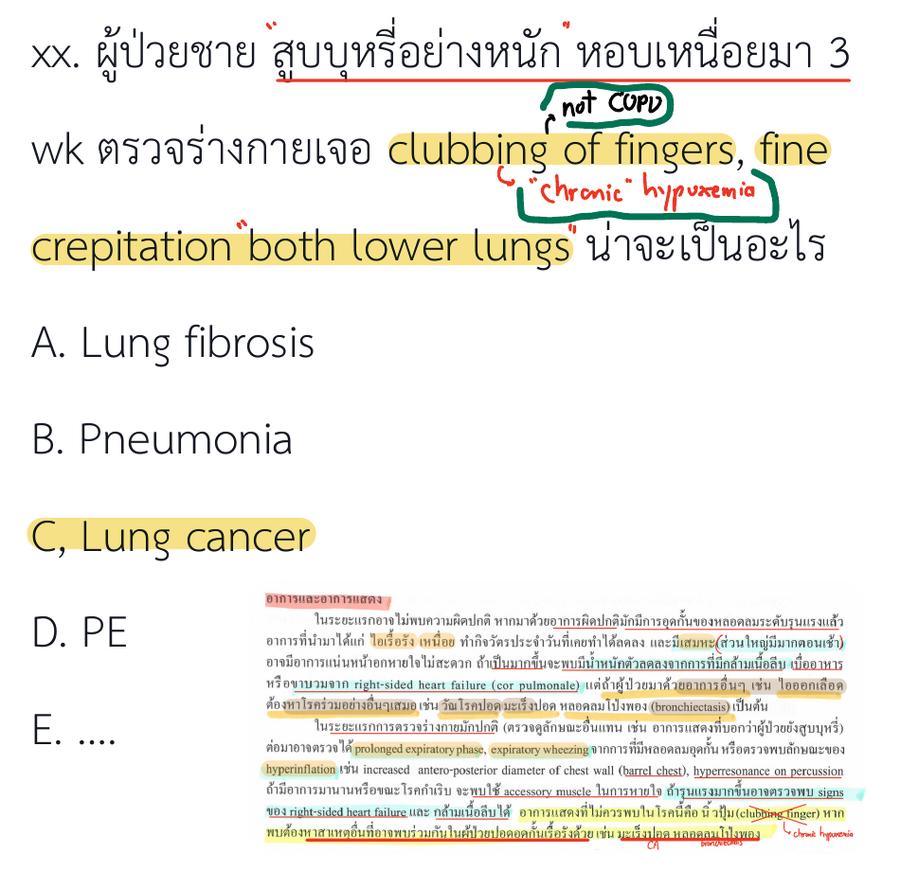 xx. ผู้ป่วยชาย "สูบบุหรี่อย่างหนัก" หอบเหนื่อยมา 3
not COPD
wk ตรวจร่างกายเจอ clubbing of fingers, fine
"chronic" hypoxemia
crepitation "both lower lungs" น่าจะเป็นอะไร
A. Lung fibrosis
B. Pneumonia
C, Lung cancer
D. PE
E. ....
อาการและอาการแสดง
ในระยะแรกอาจไม่พบความผิดปกติ หากมาด้วยอาการผิดปกติมักมีการอุดกั้นของหลอดลมระดับรุนแรงแล้ว
อาการที่นำมาได้แก่ ไอเรื้อรัง เหนื่อย ทำกิจวัตรประจำวันที่เคยทำได้ลดลง และมีเสมหะ(ส่วนใหญ่มีมากตอนเช้า)
อาจมีอาการแน่นหน้าอกหายใจไม่สะดวก ถ้าเป็นมากขึ้นจะพบมีน้ำหนักตัวลดลงจากการที่มีกล้ามเนื้อลีบ เบื่ออาหาร
หรือขาบวมจาก right-sided heart failure (cor pulmonale) แต่ถ้าผู้ป่วยมาด้วยอาการอื่นๆ เช่น ไอออกเลือด
ต้องหาโรคร่วมอย่างอื่นๆเสมอ เช่น วัณโรคปอด มะเร็งปอด หลอดลมโป่งพอง (bronchiectasis) เป็นต้น
ในระยะแรกการตรวจร่างกายมักปกติ (ตรวจดูลักษณะอื่นแทน เช่น อาการแสดงที่บอกว่าผู้ป่วยยังสูบบุหรี่)
ต่อมาอาจตรวจได้ prolonged expiratory phase, expiratory wheezing จากการที่มีหลอดลมอุดกั้น หรือตรวจพบลักษณะของ
hyperinflation เช่น increased antero-posterior diameter of chest wall (barrel chest), hyperresonance on percussion
ถ้ามีอาการมานานหรือขณะโรคกำเริบ จะพบใช้ accessory muscle ในการหายใจ ถ้ารุนแรงมากขึ้นอาจตรวจพบ signs
ของ right-sided heart failure และ กล้ามเนื้อลีบได้ อาการแสดงที่ไม่ควรพบในโรคนี้คือ นิ้วปุ้ม (clubbing finger) หาก
พบต้องหาสาเหตุอื่นที่อาจพบร่วมกันในผู้ป่วยปอดอุดกั้นเรื้อรังด้วย เช่น มะเร็งปอด หลอดลมโป่งพอง
chronic hypoxemia
CA
bronchiectasis